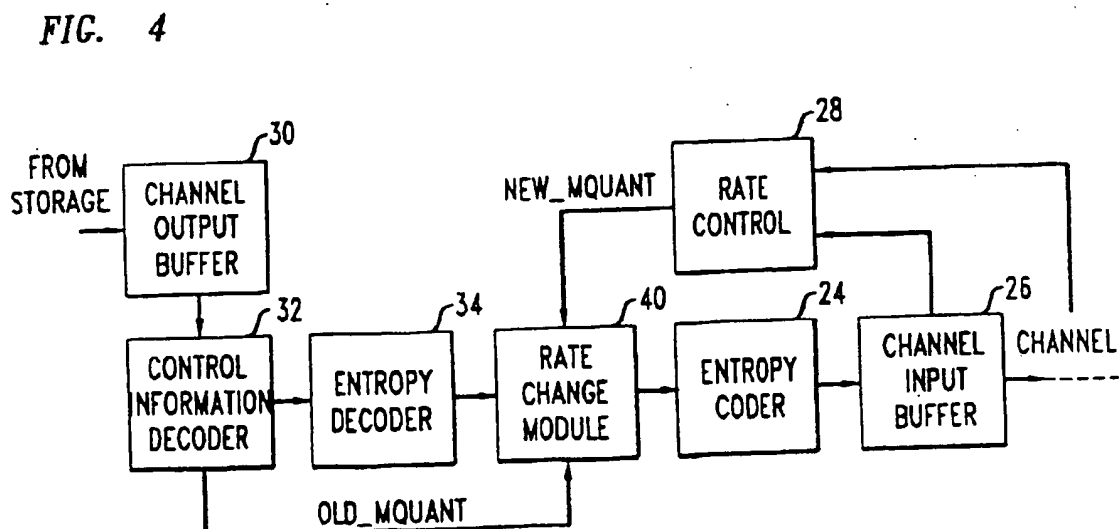 FIG. 4
FROM
STORAGE
30
CHANNEL
OUTPUT
BUFFER
28
RATE
CONTROL
NEW_MQUANT
32
CONTROL
INFORMATION
DECODER
34
ENTROPY
DECODER
40
RATE
CHANGE
MODULE
24
ENTROPY
CODER
26
CHANNEL
INPUT
BUFFER
CHANNEL
OLD_MQUANT